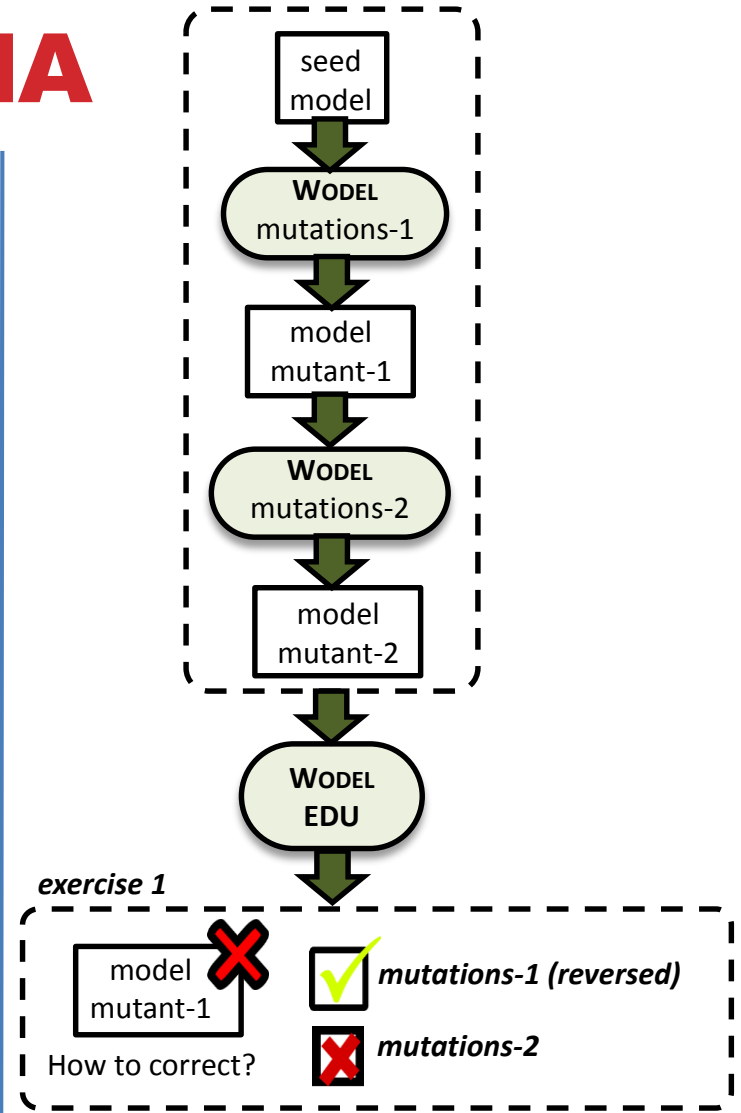 seed
model
WODEL
mutations-1
model
mutant-1
WODEL
mutations-2
model
mutant-2
WODEL
EDU
exercise 1
model
mutant-1
How to correct?
mutations-1 (reversed)
mutations-2